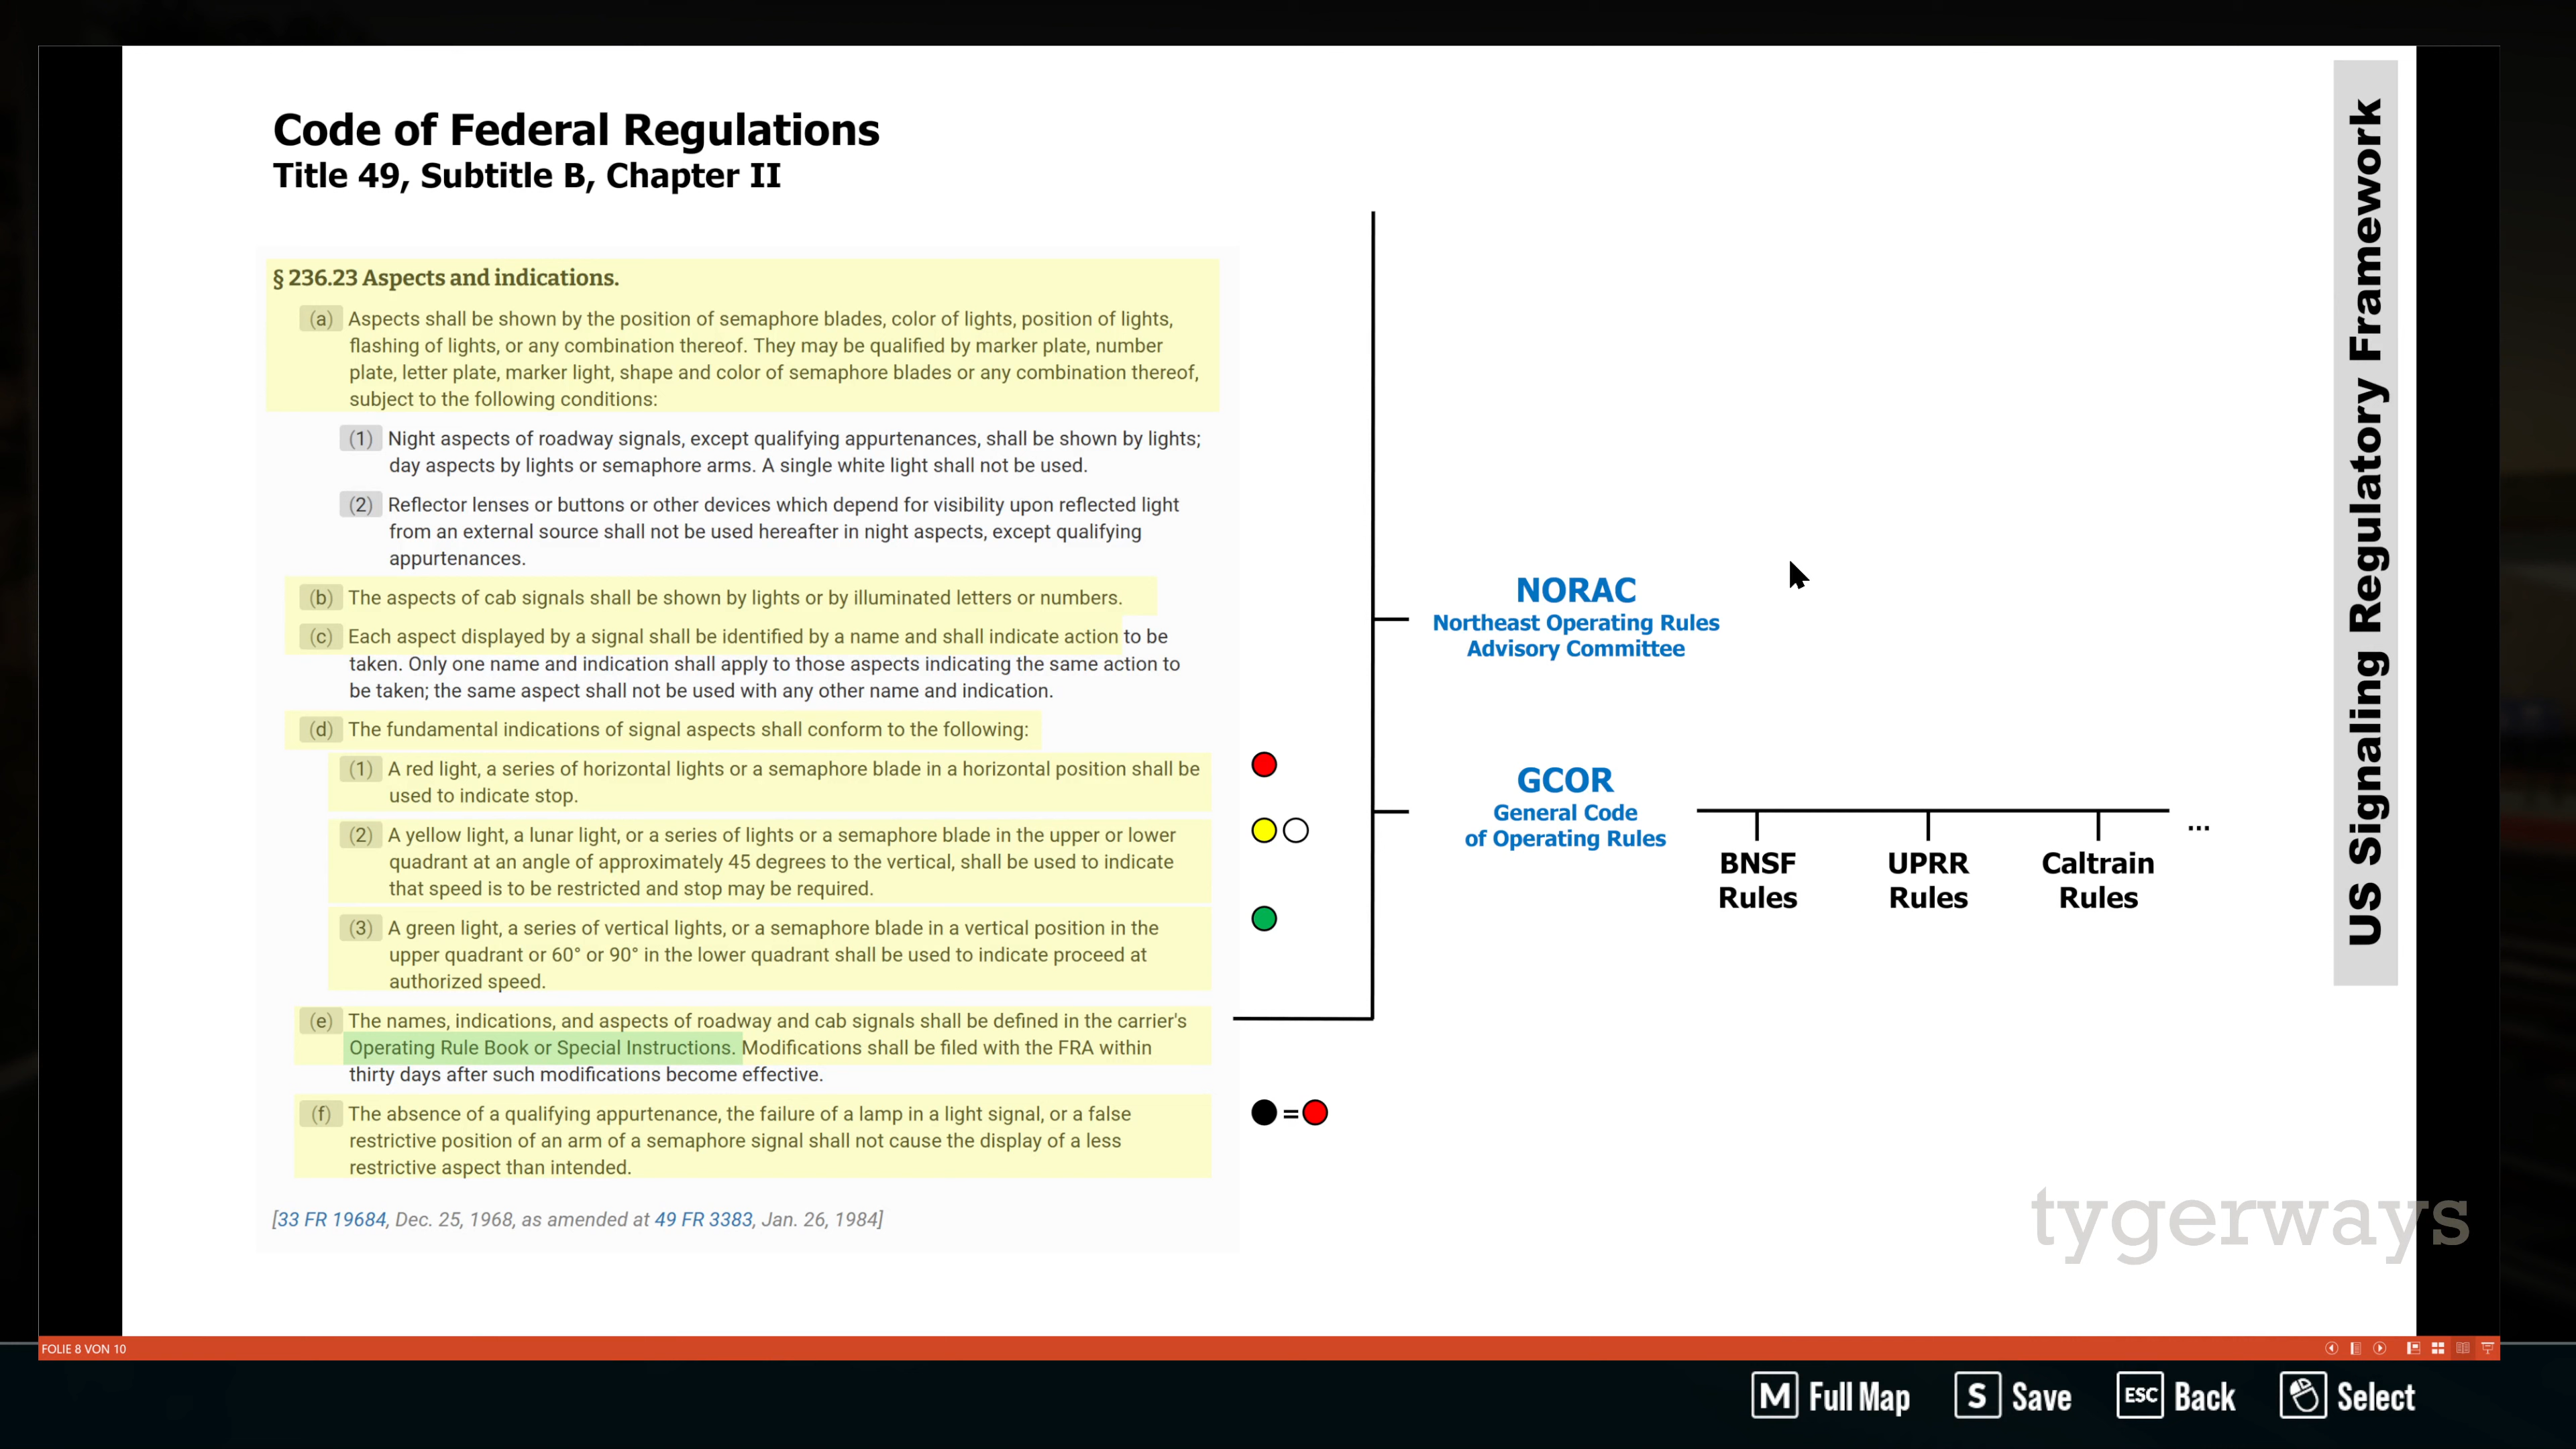 Code of Federal Regulations
Title 49, Subtitle B, Chapter II
§ 236.23 Aspects and indications.
(a) Aspects shall be shown by the position of semaphore blades, color of lights, position of lights,
flashing of lights, or any combination thereof. They may be qualified by marker plate, number
plate, letter plate, marker light, shape and color of semaphore blades or any combination thereof,
subject to the following conditions:
(1) Night aspects of roadway signals, except qualifying appurtenances, shall be shown by lights;
day aspects by lights or semaphore arms. A single white light shall not be used.
(2) Reflector lenses or buttons or other devices which depend for visibility upon reflected light
from an external source shall not be used hereafter in night aspects, except qualifying
appurtenances.
(b) The aspects of cab signals shall be shown by lights or by illuminated letters or numbers.
(c) Each aspect displayed by a signal shall be identified by a name and shall indicate action to be
taken. Only one name and indication shall apply to those aspects indicating the same action to
be taken; the same aspect shall not be used with any other name and indication.
(d) The fundamental indications of signal aspects shall conform to the following:
(1) A red light, a series of horizontal lights or a semaphore blade in a horizontal position shall be
used to indicate stop.
(2) A yellow light, a lunar light, or a series of lights or a semaphore blade in the upper or lower
quadrant at an angle of approximately 45 degrees to the vertical, shall be used to indicate
that speed is to be restricted and stop may be required.
(3) A green light, a series of vertical lights, or a semaphore blade in a vertical position in the
upper quadrant or 60° or 90° in the lower quadrant shall be used to indicate proceed at
authorized speed.
(e) The names, indications, and aspects of roadway and cab signals shall be defined in the carrier's
Operating Rule Book or Special Instructions. Modifications shall be filed with the FRA within
thirty days after such modifications become effective.
(f) The absence of a qualifying appurtenance, the failure of a lamp in a light signal, or a false
restrictive position of an arm of a semaphore signal shall not cause the display of a less
restrictive aspect than intended.
[33 FR 19684, Dec. 25, 1968, as amended at 49 FR 3383, Jan. 26, 1984]
=
NORAC
Northeast Operating Rules
Advisory Committee
GCOR
General Code
of Operating Rules
BNSF
Rules
UPRR
Rules
Caltrain
Rules
...
US Signaling Regulatory Framework
tygerways
FOLIE 8 VON 10
M Full Map
S Save
ESC Back
Select